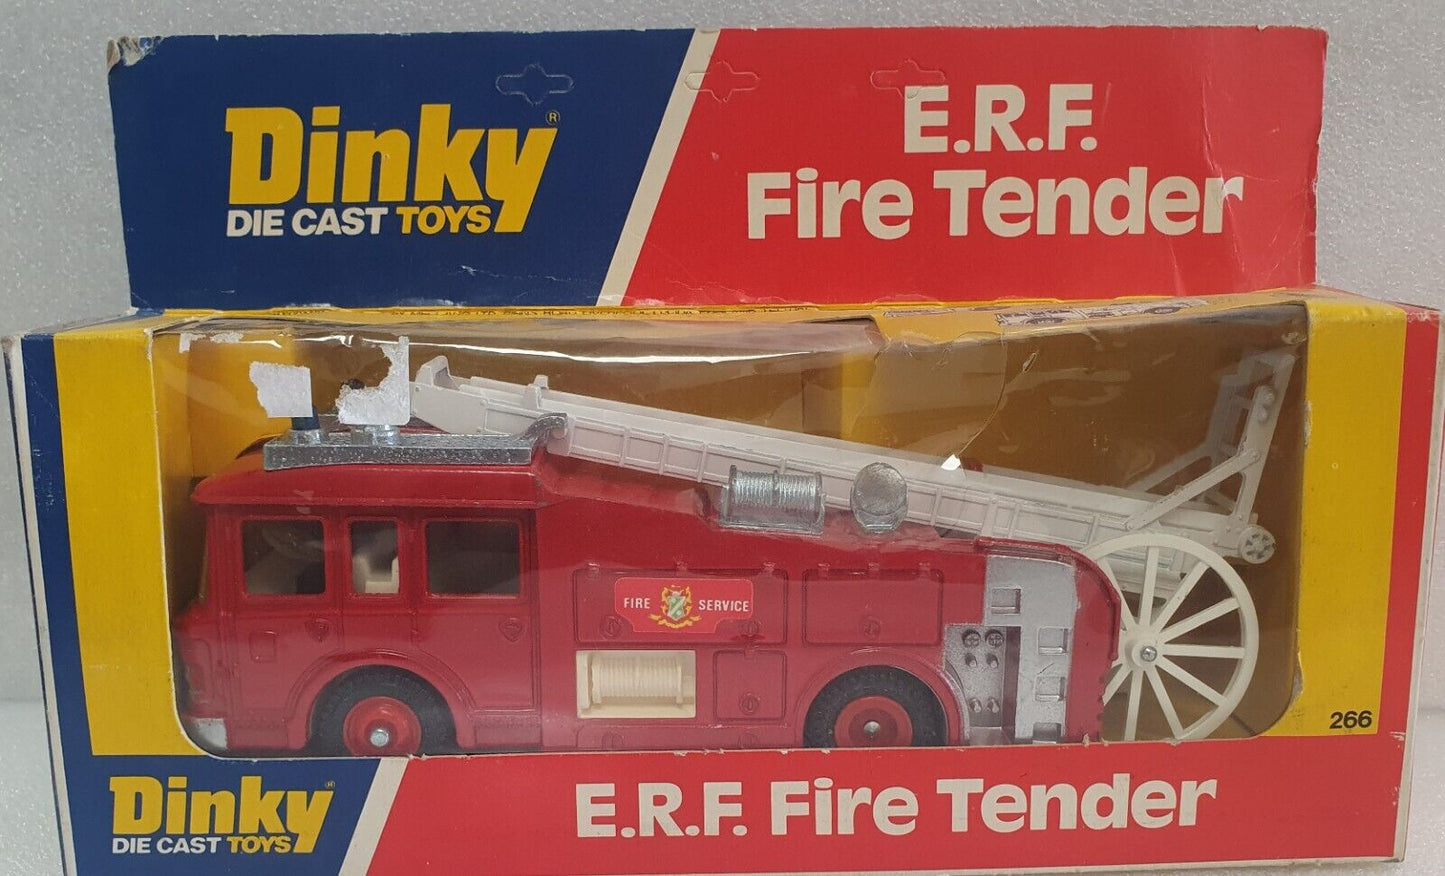 Dinky®
DIE CAST TOYS
E.R.F.
Fire Tender
FIRE SERVICE
266
Dinky®
DIE CAST TOYS
E.R.F. Fire Tender